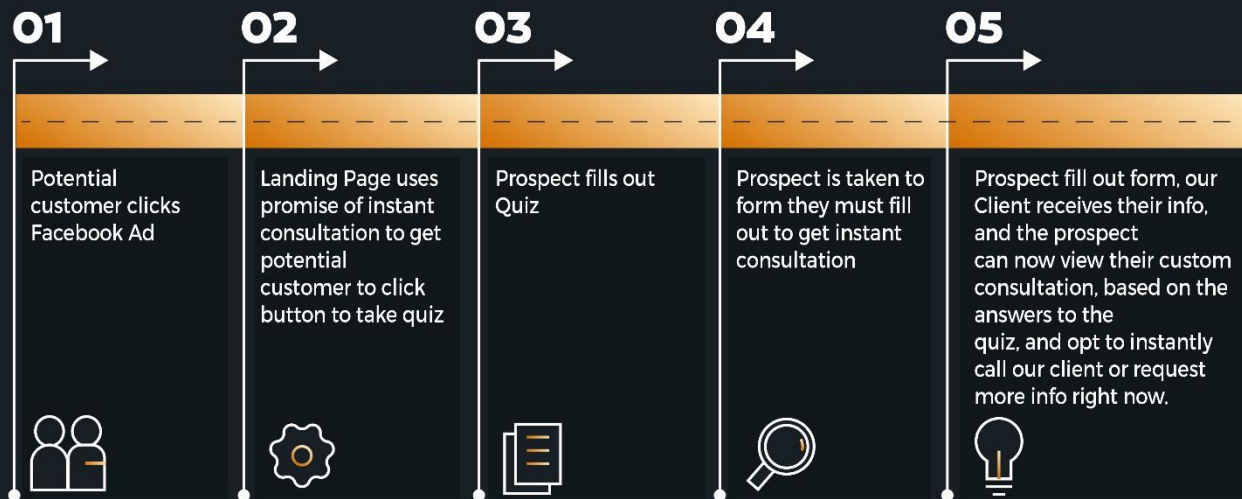 01
Potential
customer clicks
Facebook Ad
02
Landing Page uses
promise of instant
consultation to get
potential
customer to click
button to take quiz
03
Prospect fills out
Quiz
04
Prospect is taken to
form they must fill
out to get instant
consultation
05
Prospect fill out form, our
Client receives their info,
and the prospect
can now view their custom
consultation, based on the
answers to the
quiz, and opt to instantly
call our client or request
more info right now.